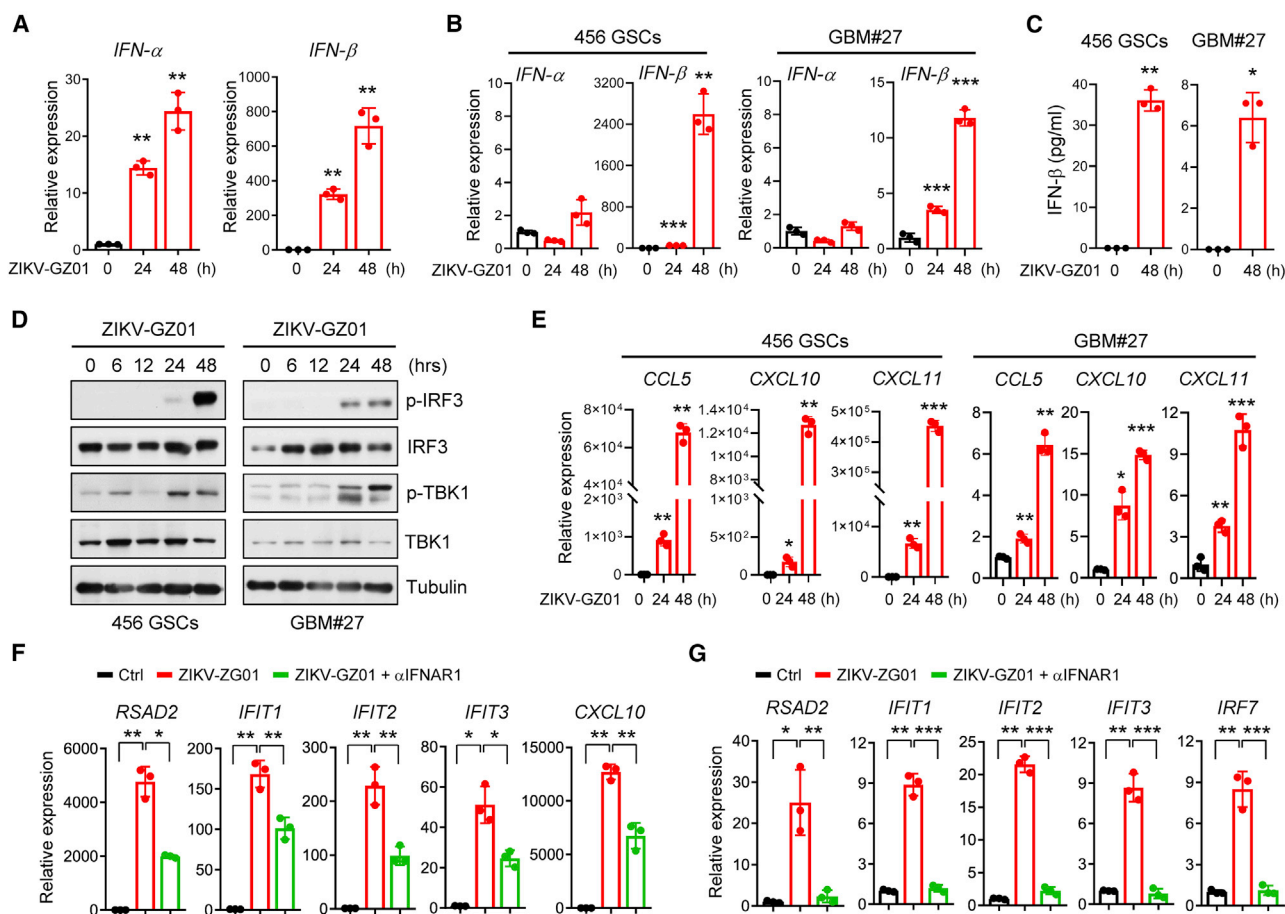 A
IFN-α
IFN-β
Relative expression
30
20
10
0
1000
800
600
400
200
0
**
**
**
**
ZIKV-GZ01
0
24
48
(h)
0
24
48
(h)
B
456 GSCs
GBM#27
IFN-α
IFN-β
IFN-α
IFN-β
Relative expression
8
6
4
2
0
3200
2400
1600
800
0
***
**
Relative expression
8
6
4
2
0
15
10
5
0
***
***
ZIKV-GZ01
0
24
48
(h)
0
24
48
(h)
0
24
48
(h)
0
24
48
(h)
C
456 GSCs
GBM#27
IFN-β (pg/ml)
40
30
20
10
0
8
6
4
2
0
**
*
ZIKV-GZ01
0
48
(h)
0
48
(h)
D
ZIKV-GZ01
ZIKV-GZ01
0 6 12 24 48
0 6 12 24 48 (hrs)
p-IRF3
IRF3
p-TBK1
TBK1
Tubulin
456 GSCs
GBM#27
E
456 GSCs
GBM#27
CCL5
CXCL10
CXCL11
CCL5
CXCL10
CXCL11
Relative expression
8×10⁴
6×10⁴
4×10⁴
2×10⁴
2×10³
1×10³
0
**
**
1.4×10⁴
1.2×10⁴
1×10⁴
8×10³
1×10³
5×10²
0
*
**
5×10⁵
4×10⁵
5×10⁴
1×10⁴
0
**
***
8
6
4
2
0
**
**
20
15
10
5
0
*
***
12
9
6
3
0
**
***
ZIKV-GZ01
0 24 48 (h)
0 24 48 (h)
0 24 48 (h)
0 24 48 (h)
0 24 48 (h)
0 24 48 (h)
F
Ctrl
ZIKV-ZG01
ZIKV-GZ01 + αIFNAR1
RSAD2
IFIT1
IFIT2
IFIT3
CXCL10
** *
** **
** **
* *
** **
Relative expression
6000
4000
2000
0
200
150
100
50
0
300
200
100
0
80
60
40
20
0
15000
10000
5000
0
G
Ctrl
ZIKV-GZ01
ZIKV-GZ01 + αIFNAR1
RSAD2
IFIT1
IFIT2
IFIT3
IRF7
* **
** ***
** ***
** ***
** ***
Relative expression
40
30
20
10
0
12
9
6
3
0
25
20
15
10
5
0
12
9
6
3
0
12
9
6
3
0